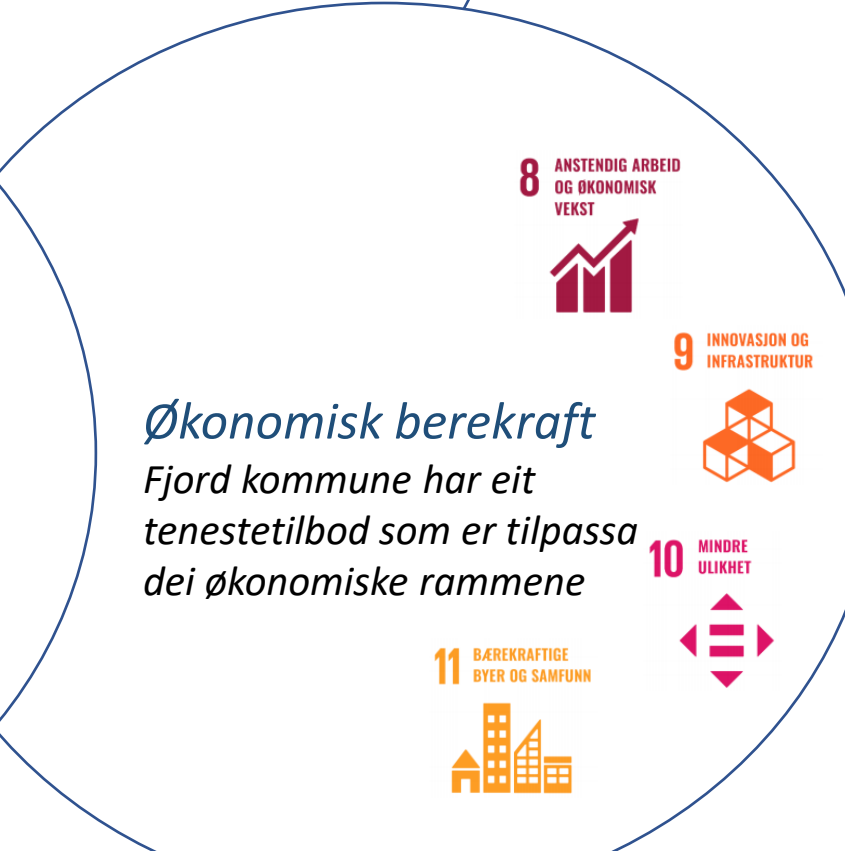 8 ANSTENDIG ARBEID
OG ØKONOMISK
VEKST
9 INNOVASJON OG
INFRASTRUKTUR
Økonomisk berekraft
Fjord kommune har eit
tenestetilbod som er tilpassa
dei økonomiske rammene
10 MINDRE
ULIKHET
11 BÆREKRAFTIGE
BYER OG SAMFUNN